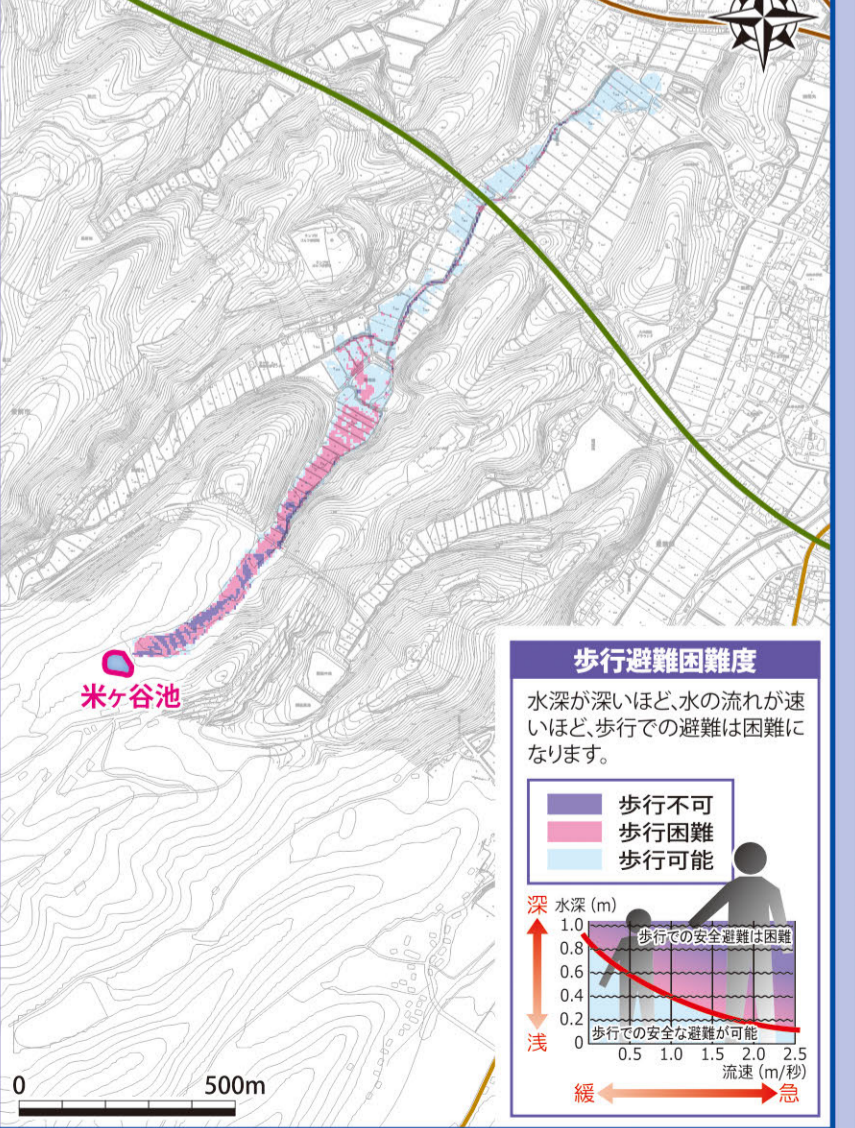 米ヶ谷池
0 500m
歩行避難困難度
水深が深いほど、水の流れが速
いほど、歩行での避難は困難に
なります。
歩行不可
歩行困難
歩行可能
深 水深(m)
1.0
0.8
0.6
0.4
0.2
0
浅
歩行での安全避難は困難
歩行での安全な避難が可能
0.5 1.0 1.5 2.0 2.5
流速(m/秒)
緩 急